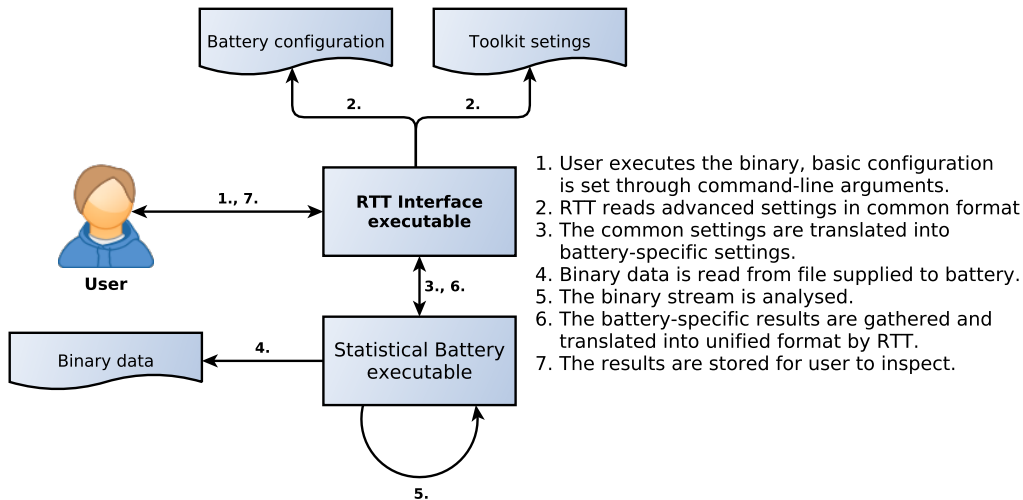 Battery configuration
Toolkit setings
2.
2.
1. User executes the binary, basic configuration
is set through command-line arguments.
2. RTT reads advanced settings in common format
3. The common settings are translated into
battery-specific settings.
4. Binary data is read from file supplied to battery.
5. The binary stream is analysed.
6. The battery-specific results are gathered and
translated into unified format by RTT.
7. The results are stored for user to inspect.
1., 7.
RTT Interface
executable
User
3., 6.
Binary data
4.
Statistical Battery
executable
5.